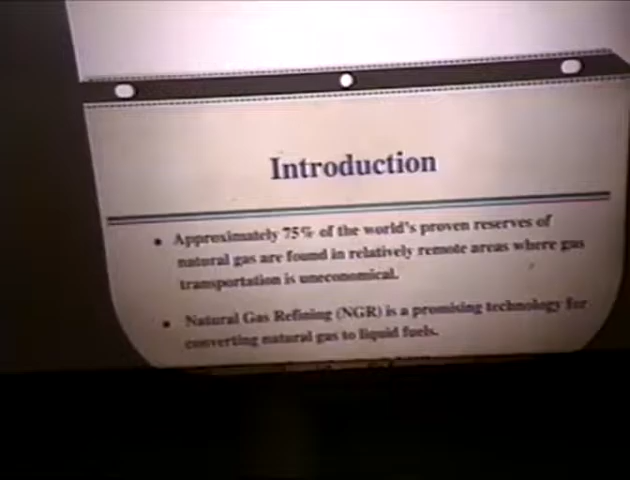 Introduction
• Approximately 75% of the world's proven reserves of
natural gas are found in relatively remote areas where gas
transportation is uneconomical.
• Natural Gas Refining (NGR) is a promising technology for
converting natural gas to liquid fuels.